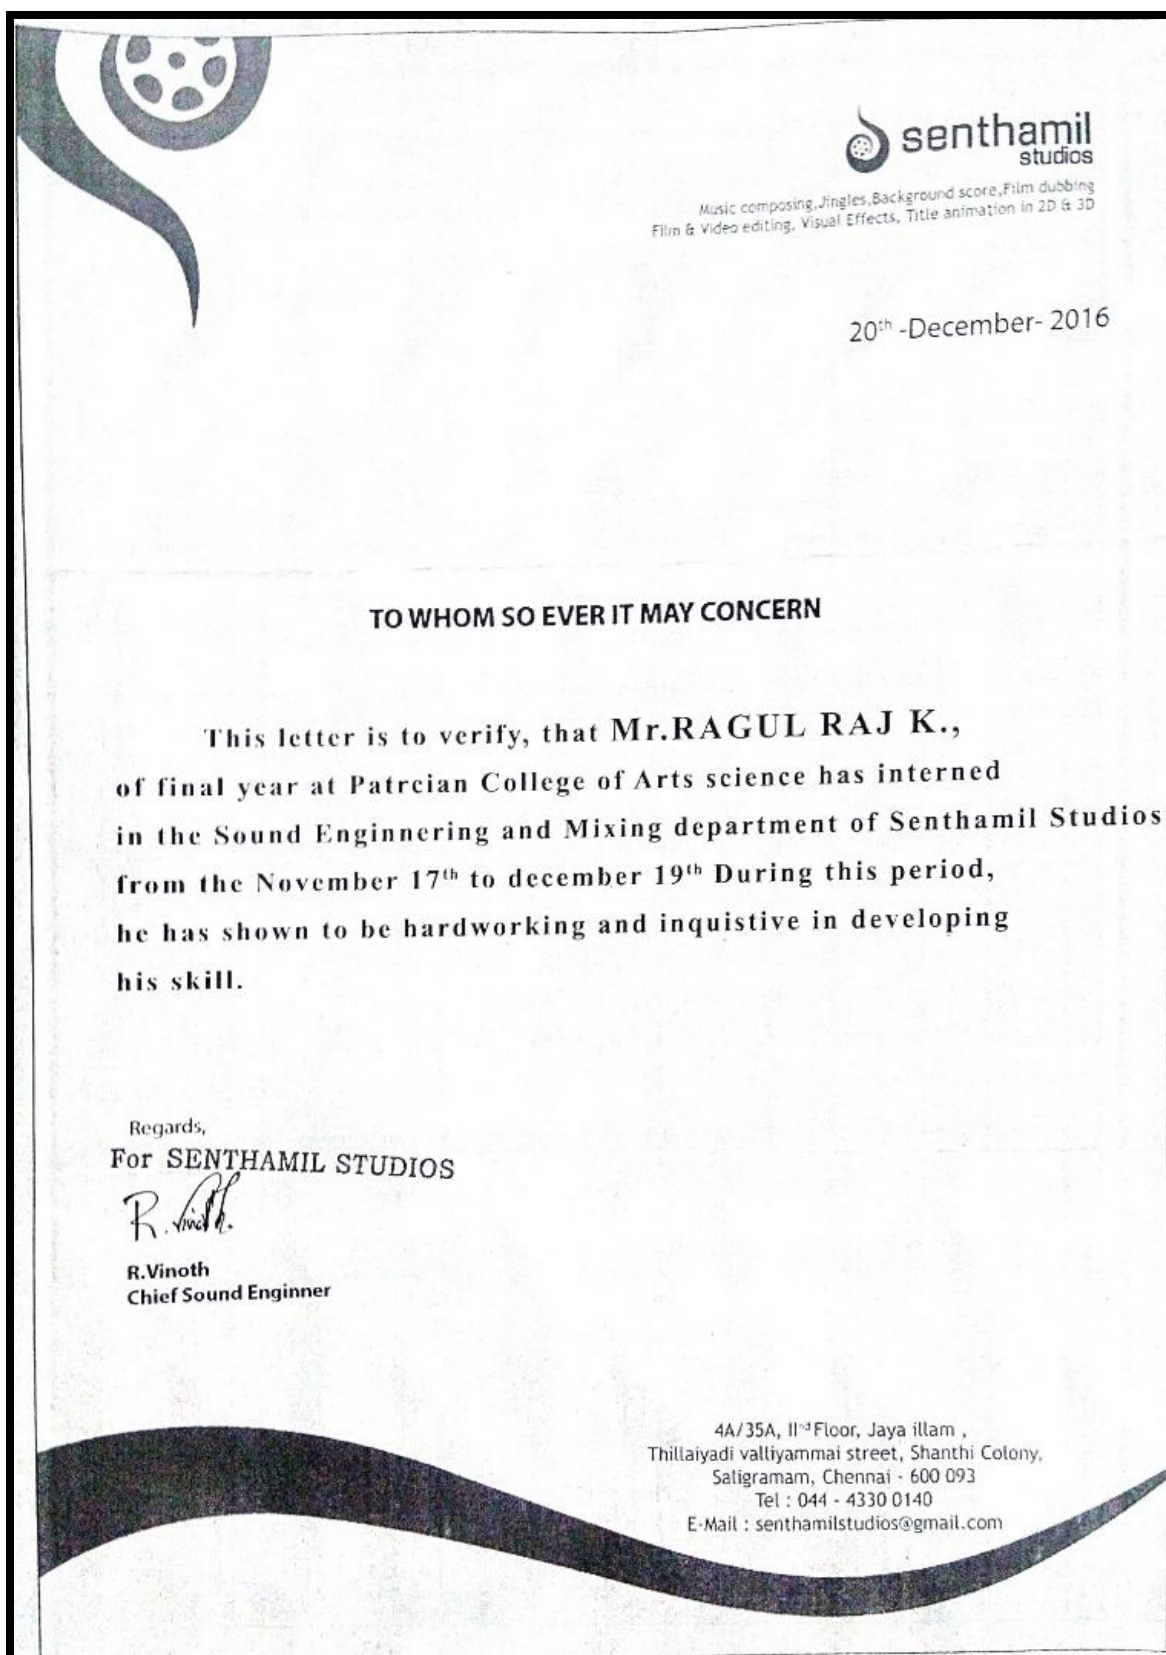 senthamil
studios
Music composing,Jingles,Background score,Film dubbing
Film & Video editing, Visual Effects, Title animation in 2D & 3D
20th -December- 2016
TO WHOM SO EVER IT MAY CONCERN
This letter is to verify, that Mr.RAGUL RAJ K.,
of final year at Patrcian College of Arts science has interned
in the Sound Enginnering and Mixing department of Senthamil Studios
from the November 17th to december 19th During this period,
he has shown to be hardworking and inquistive in developing
his skill.
Regards,
For SENTHAMIL STUDIOS
R. Vinoth.
R.Vinoth
Chief Sound Enginner
4A/35A, IInd Floor, Jaya illam ,
Thillaiyadi valliyammai street, Shanthi Colony,
Saligramam, Chennai - 600 093
Tel : 044 - 4330 0140
E-Mail : senthamilstudios@gmail.com